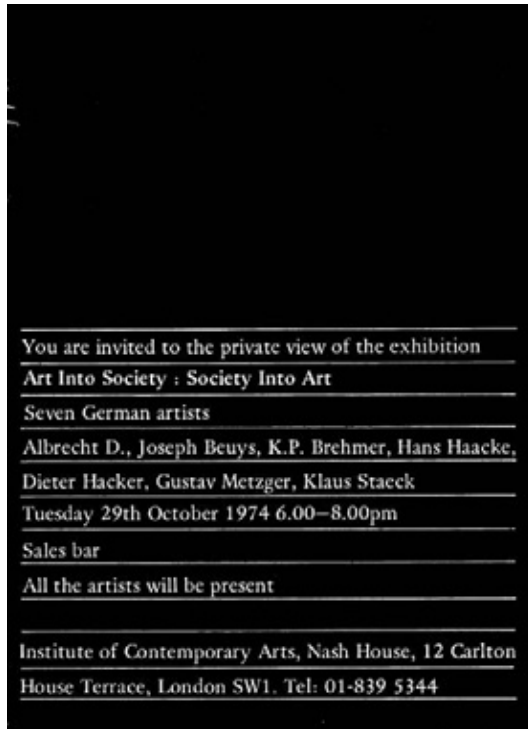 You are invited to the private view of the exhibition
Art Into Society : Society Into Art
Seven German artists
Albrecht D., Joseph Beuys, K.P. Brehmer, Hans Haacke,
Dieter Hacker, Gustav Metzger, Klaus Staeck
Tuesday 29th October 1974 6.00–8.00pm
Sales bar
All the artists will be present
Institute of Contemporary Arts, Nash House, 12 Carlton
House Terrace, London SW1. Tel: 01-839 5344